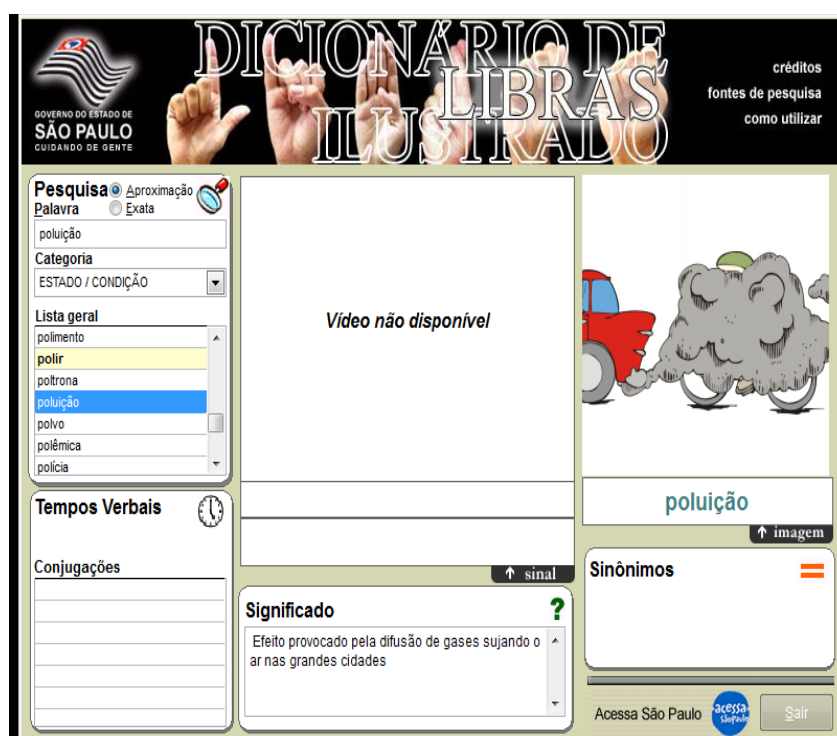 DICIONÁRIO DE
LIBRAS
ILUSTRADO
GOVERNO DO ESTADO DE
SÃO PAULO
CUIDANDO DE GENTE
créditos
fontes de pesquisa
como utilizar
Pesquisa
Aproximação
Palavra
Exata
poluição
Categoria
ESTADO / CONDIÇÃO
Lista geral
polimento
polir
poltrona
poluição
polvo
polêmica
polícia
Tempos Verbais
Conjugações
Vídeo não disponível
↑ sinal
Significado ?
Efeito provocado pela difusão de gases sujando o
ar nas grandes cidades
poluição
↑ imagem
Sinônimos =
Acessa São Paulo
acessa
SãoPaulo
Sair